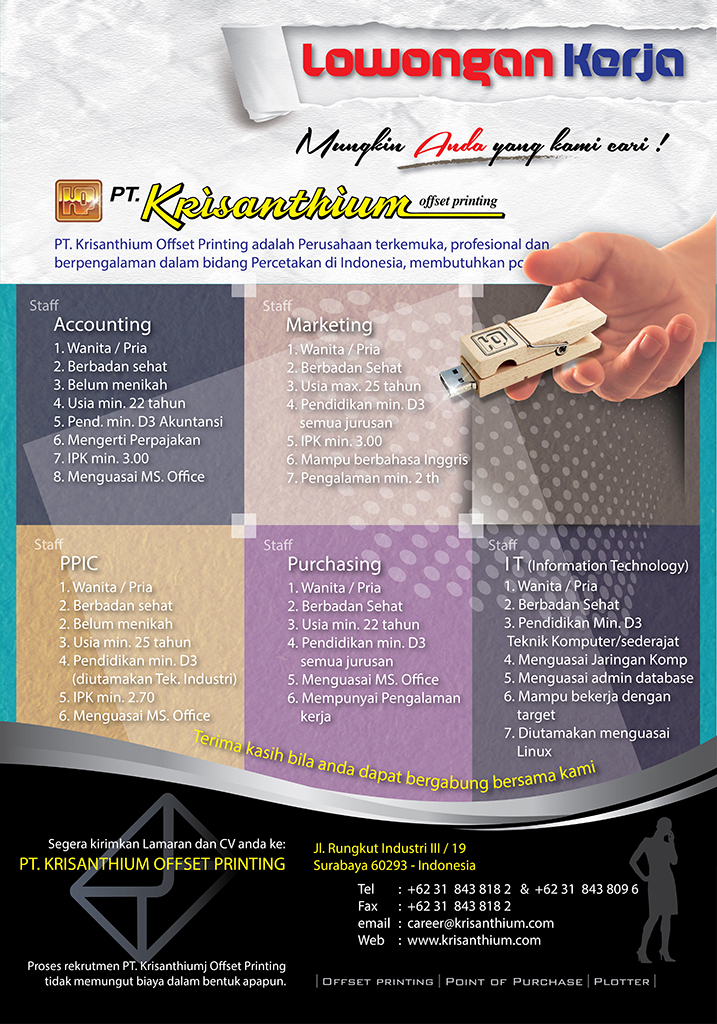 Lowongan Kerja
Mungkin Anda yang kami cari !
PT. Krisanthium offset printing
PT. Krisanthium Offset Printing adalah Perusahaan terkemuka, profesional dan
berpengalaman dalam bidang Percetakan di Indonesia, membutuhkan
Staff
Accounting
1. Wanita / Pria
2. Berbadan sehat
3. Belum menikah
4. Usia min. 22 tahun
5. Pend. min. D3 Akuntansi
6. Mengerti Perpajakan
7. IPK min. 3.00
8. Menguasai MS. Office
Staff
Marketing
1. Wanita / Pria
2. Berbadan Sehat
3. Usia max. 25 tahun
4. Pendidikan min. D3
semua jurusan
5. IPK min. 3.00
6. Mampu berbahasa Inggris
7. Pengalaman min. 2 th
Staff
PPIC
1. Wanita / Pria
2. Berbadan sehat
2. Belum menikah
3. Usia min. 25 tahun
4. Pendidikan min. D3
(diutamakan Tek. Industri)
5. IPK min. 2.70
6. Menguasai MS. Office
Staff
Purchasing
1. Wanita / Pria
2. Berbadan Sehat
3. Usia min. 22 tahun
4. Pendidikan min. D3
semua jurusan
5. Menguasai MS. Office
6. Mempunyai Pengalaman
kerja
Staff
IT (Information Technology)
1. Wanita / Pria
2. Berbadan Sehat
3. Pendidikan Min. D3
Teknik Komputer/sederajat
4. Menguasai Jaringan Komp
5. Menguasai admin database
6. Mampu bekerja dengan
target
7. Diutamakan menguasai
Linux
Terima kasih bila anda dapat bergabung bersama kami
Segera kirimkan Lamaran dan CV anda ke:
PT. KRISANTHIUM OFFSET PRINTING
Jl. Rungkut Industri III / 19
Surabaya 60293 - Indonesia
Tel : +62 31 843 818 2 & +62 31 843 809 6
Fax : +62 31 843 818 2
email : career@krisanthium.com
Web : www.krisanthium.com
Proses rekrutmen PT. Krisanthiumj Offset Printing
tidak memungut biaya dalam bentuk apapun.
| OFFSET PRINTING | POINT OF PURCHASE | PLOTTER |